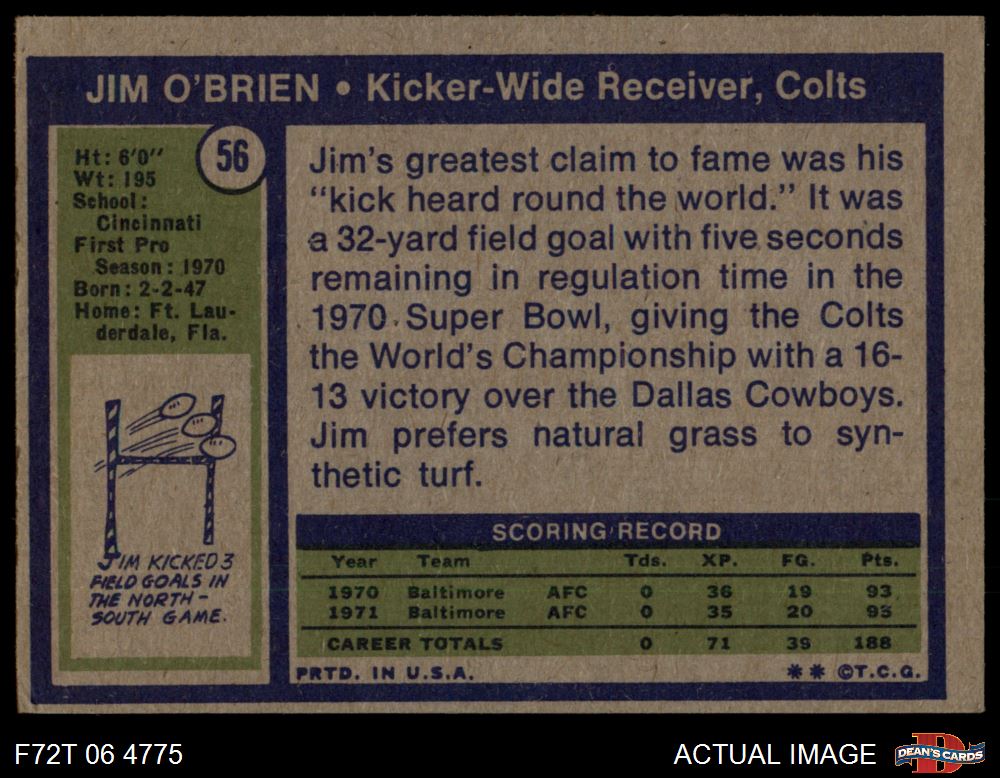 JIM O'BRIEN • Kicker-Wide Receiver, Colts
56
Ht: 6'0"
Wt: 195
School:
Cincinnati
First Pro
Season: 1970
Born: 2-2-47
Home: Ft. Lau-
derdale, Fla.
JIM KICKED 3
FIELD GOALS IN
THE NORTH-
SOUTH GAME.
Jim's greatest claim to fame was his
"kick heard round the world." It was
a 32-yard field goal with five seconds
remaining in regulation time in the
1970 Super Bowl, giving the Colts
the World's Championship with a 16-
13 victory over the Dallas Cowboys.
Jim prefers natural grass to syn-
thetic turf.
SCORING RECORD
Year Team Tds. XP. FG. Pts.
1970 Baltimore AFC 0 36 19 93
1971 Baltimore AFC 0 35 20 95
CAREER TOTALS 0 71 39 188
PRTD. IN U.S.A. ** ©T.C.G.
F72T 06 4775
ACTUAL IMAGE
DEAN'S CARDS